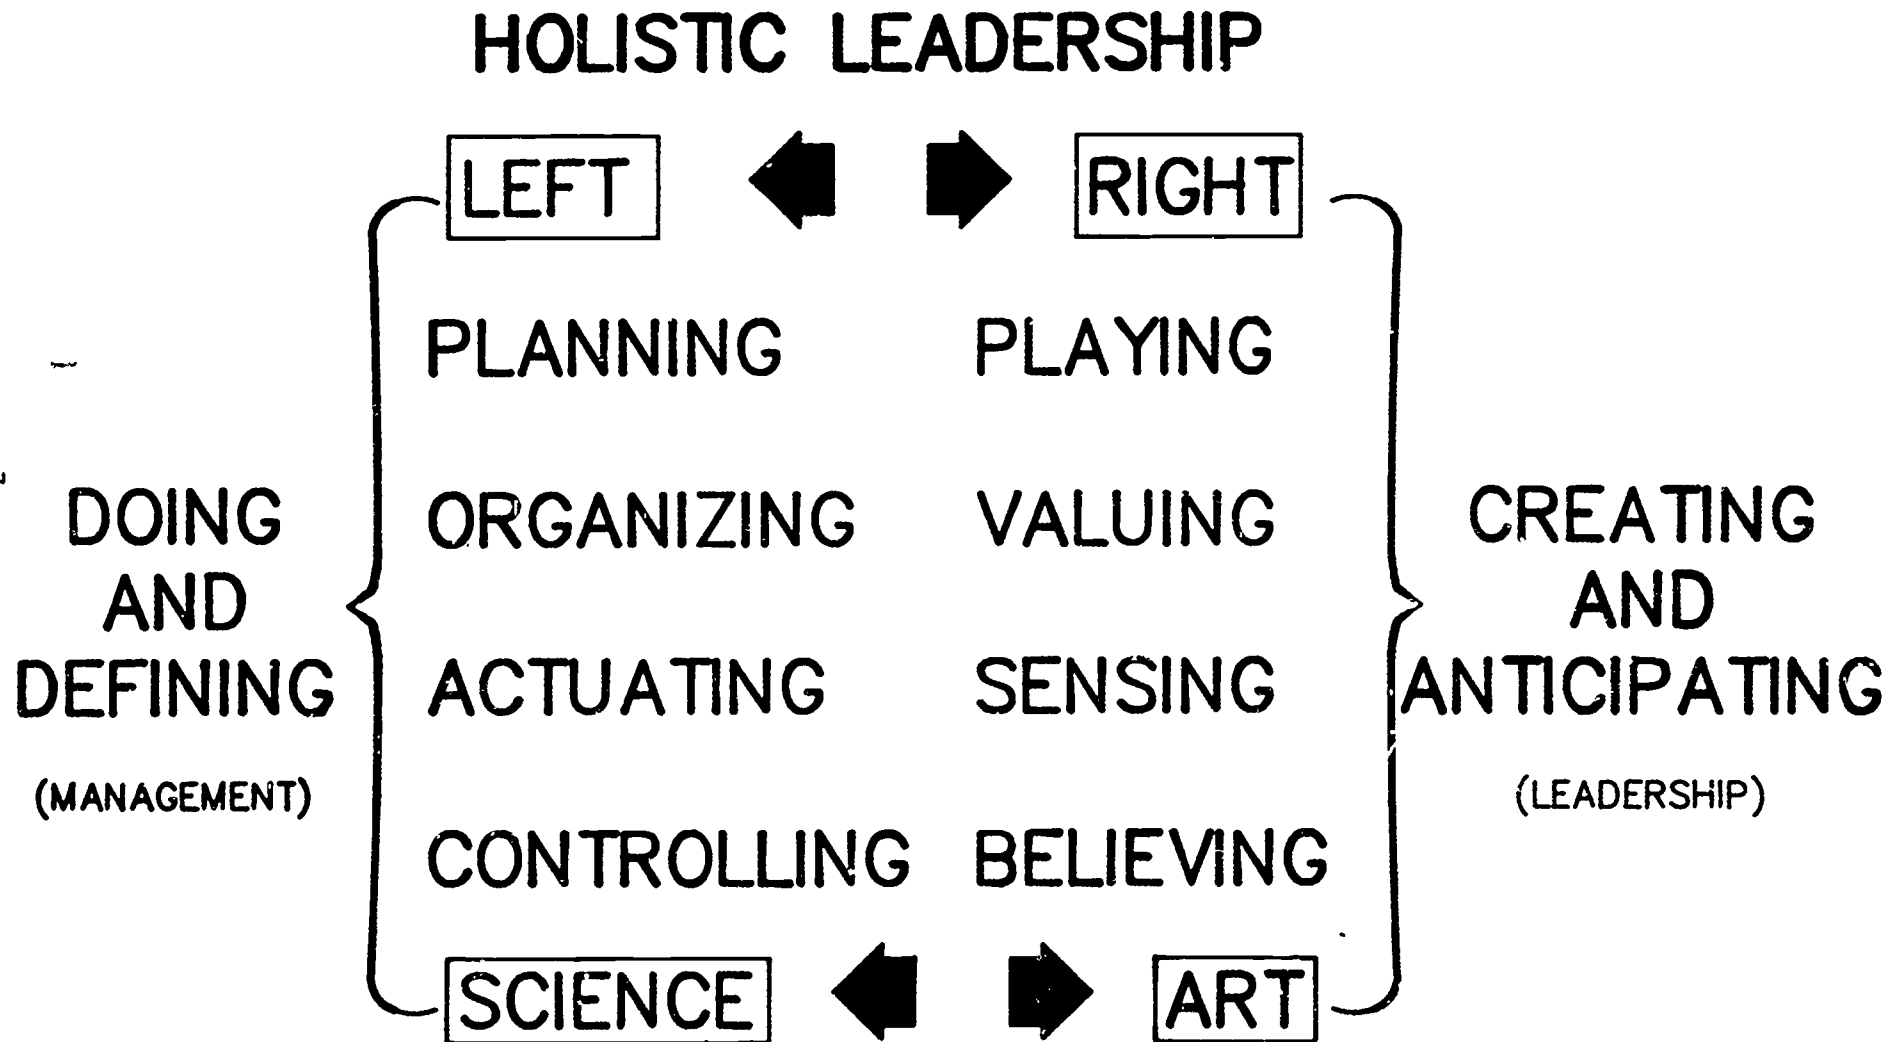 HOLISTIC LEADERSHIP
LEFT RIGHT
PLANNING PLAYING
DOING ORGANIZING VALUING CREATING
AND AND
DEFINING ACTUATING SENSING ANTICIPATING
(MANAGEMENT) (LEADERSHIP)
CONTROLLING BELIEVING
SCIENCE ART